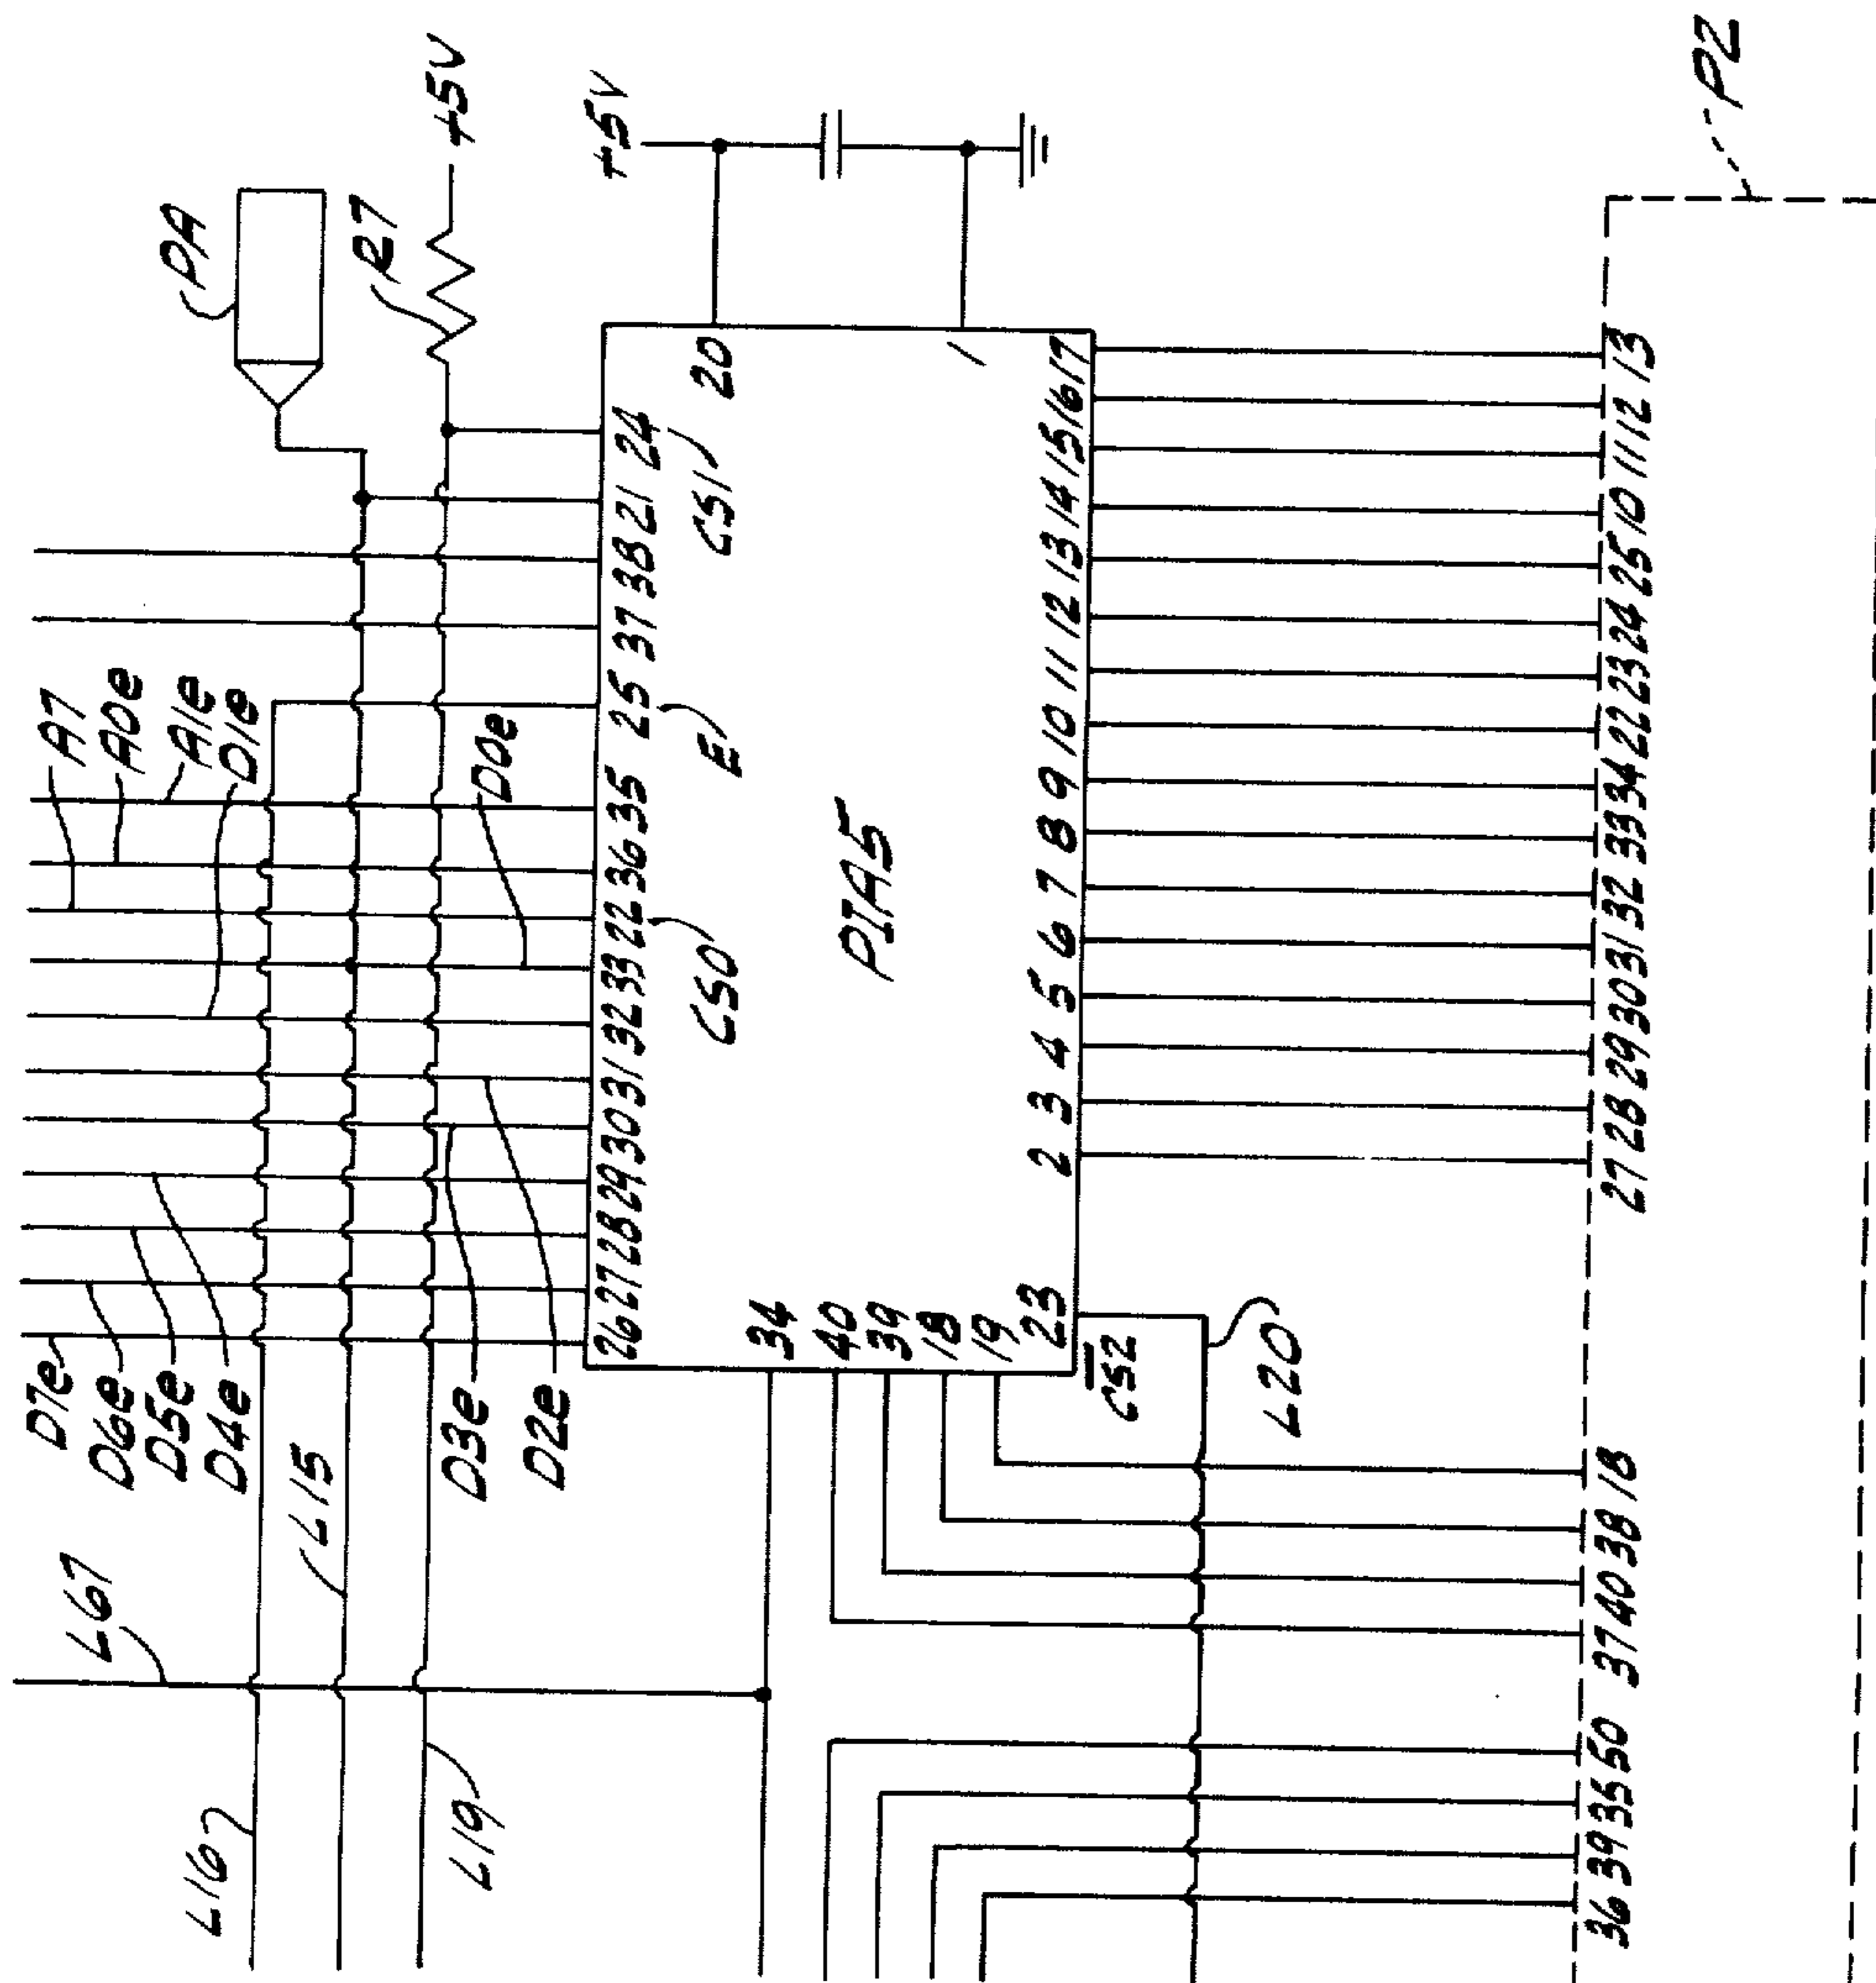 D7e
L67
A7
D6e
A0e
D5e
A1e
PA
L16
D4e
D1e
L15
R27
+5V
D3e
L19
D2e
D0e
+5V
26 27 28 29 30 31 32 33 22 36 35 25 37 38 21 24
CS0
E
CS1
20
34
40
39
18
19
23
PIA5
1
2 3 4 5 6 7 8 9 10 11 12 13 14 15 16 17
CS2
L20
36 39 35 50 37 40 38 18 27 28 29 30 31 32 33 34 22 23 24 25 10 11 12 13
P2